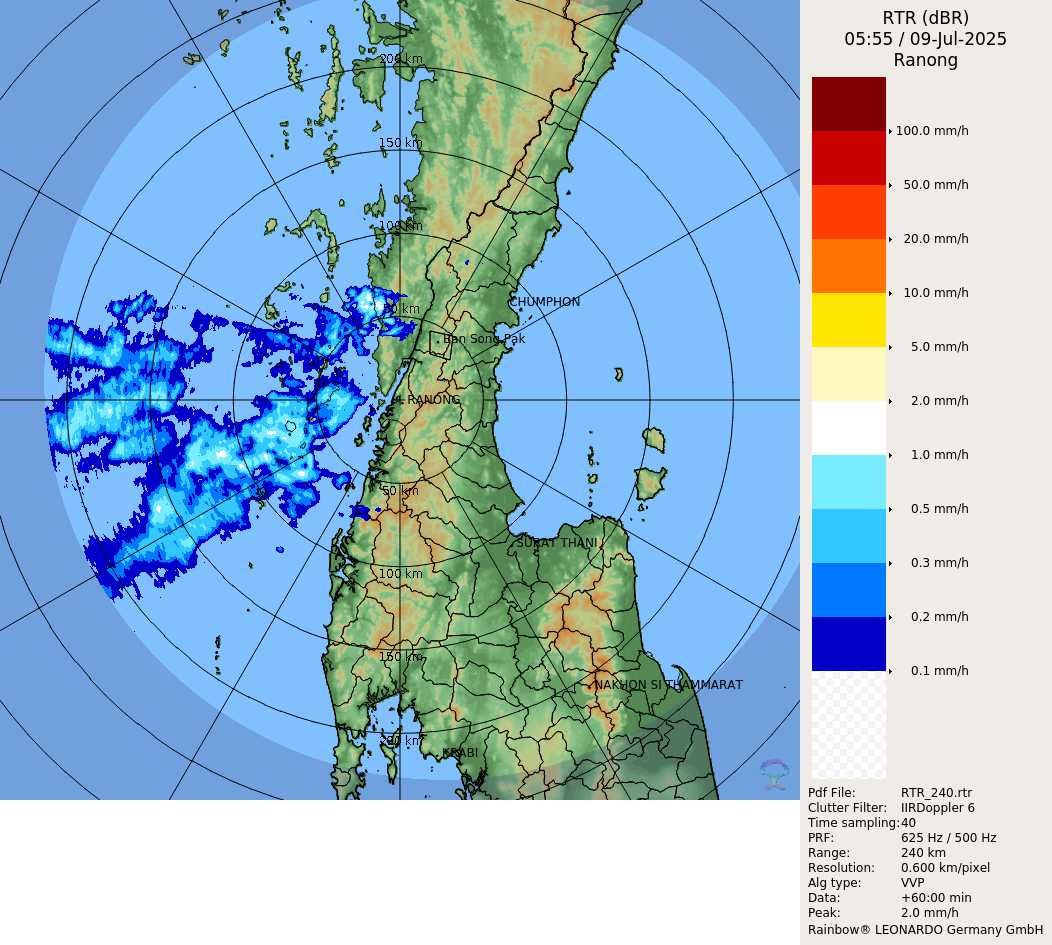 RTR (dBR)
05:55 / 09-Jul-2025
Ranong
100.0 mm/h
50.0 mm/h
20.0 mm/h
10.0 mm/h
5.0 mm/h
2.0 mm/h
1.0 mm/h
0.5 mm/h
0.3 mm/h
0.2 mm/h
0.1 mm/h
200 km
150 km
100 km
50 km
CHUMPHON
Ban Song Pak
RANONG
50 km
SURAT THANI
100 km
150 km
NAKHON SI THAMMARAT
200 km
KRABI
Pdf File: RTR_240.rtr
Clutter Filter: IIRDoppler 6
Time sampling:40
PRF: 625 Hz / 500 Hz
Range: 240 km
Resolution: 0.600 km/pixel
Alg type: VVP
Data: +60:00 min
Peak: 2.0 mm/h
Rainbow® LEONARDO Germany GmbH